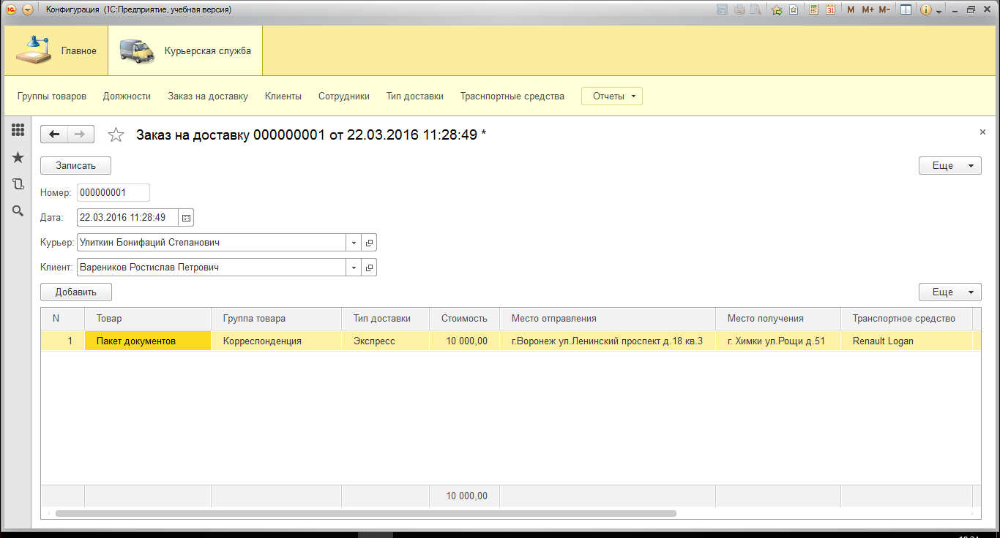 Конфигурация (1С:Предприятие, учебная версия)
M M+ M-
Главное
Курьерская служба
Группы товаров Должности Заказ на доставку Клиенты Сотрудники Тип доставки Траснпортные средства Отчеты
Заказ на доставку 000000001 от 22.03.2016 11:28:49 *
Записать Еще
Номер: 000000001
Дата: 22.03.2016 11:28:49
Курьер: Улиткин Бонифаций Степанович
Клиент: Вареников Ростислав Петрович
Добавить Еще
N Товар Группа товара Тип доставки Стоимость Место отправления Место получения Транспортное средство
1 Пакет документов Корреспонденция Экспресс 10 000,00 г.Воронеж ул.Ленинский проспект д.18 кв.3 г. Химки ул.Рощи д.51 Renault Logan
10 000,00